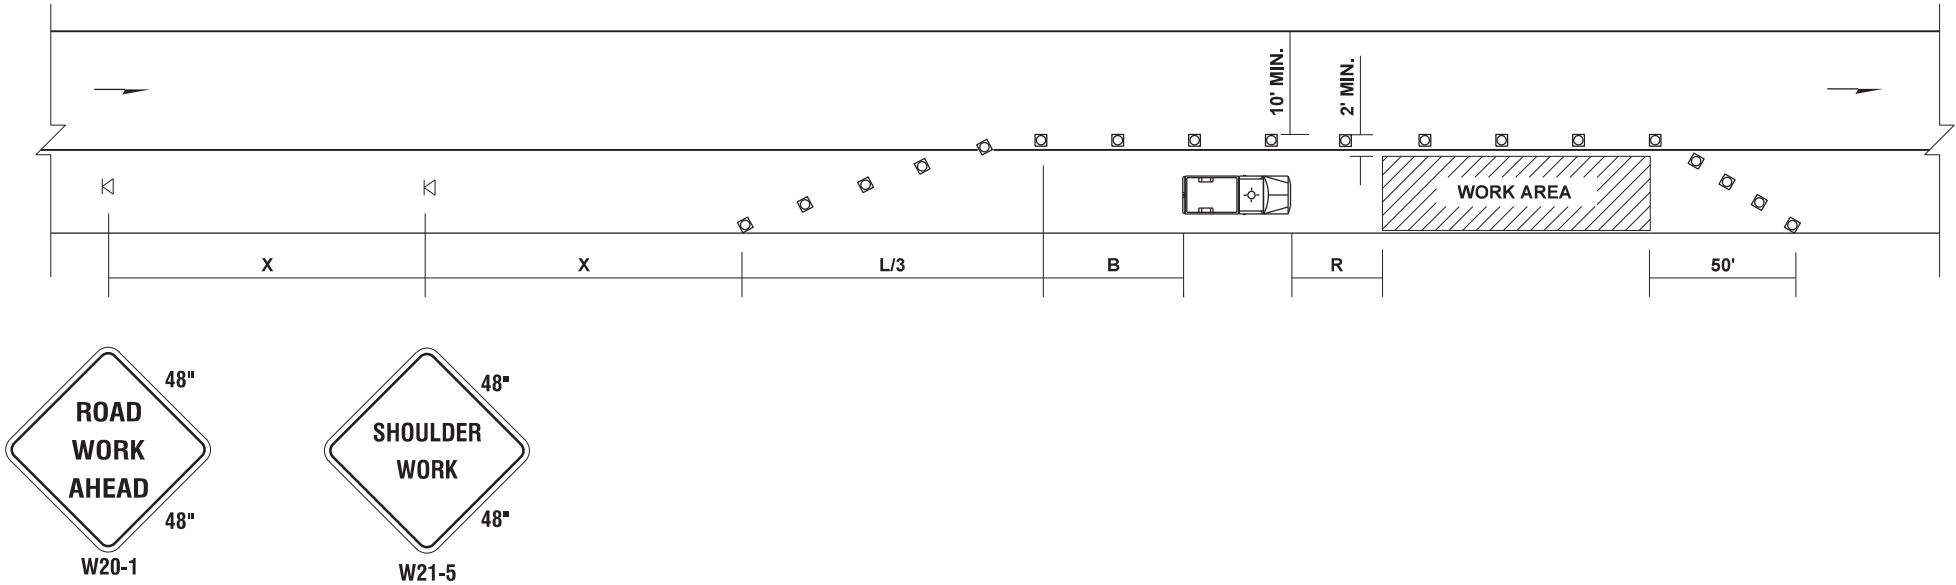 10' MIN.
2' MIN.
WORK AREA
X
X
L/3
B
R
50'
48"
ROAD
WORK
AHEAD
48"
W20-1
48"
SHOULDER
WORK
48"
W21-5